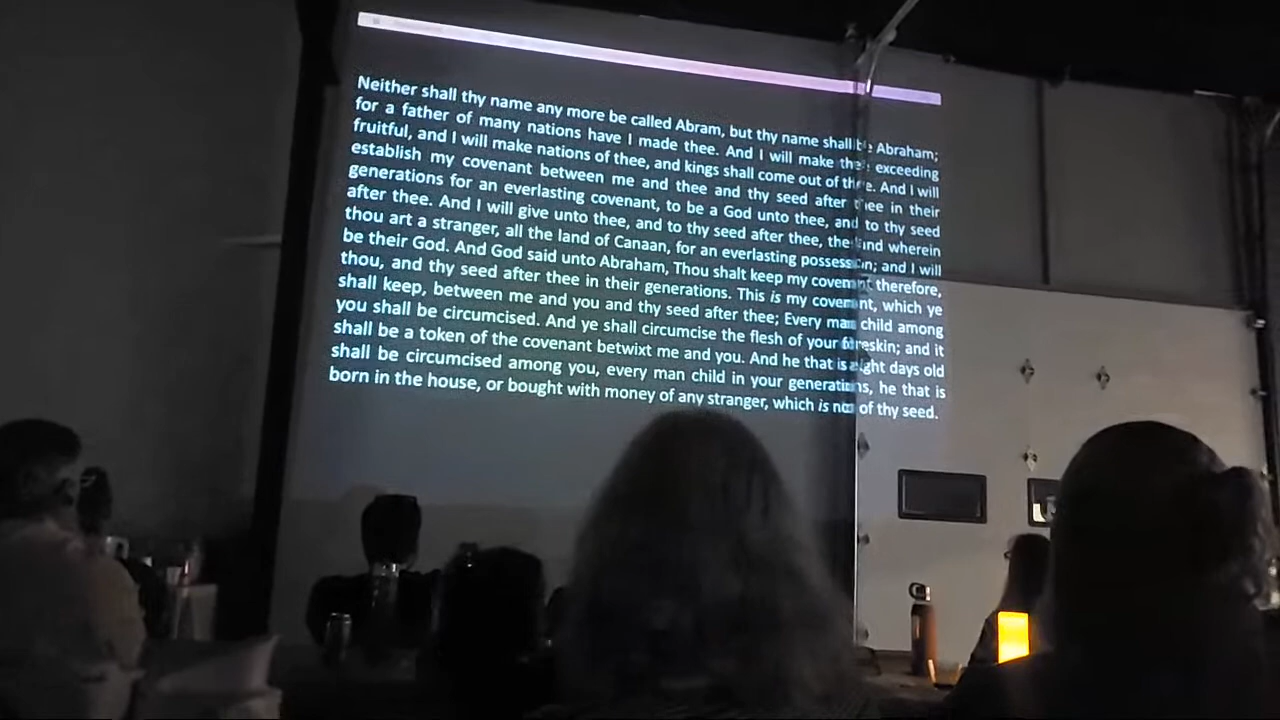 Neither shall thy name any more be called Abram, but thy name shall be Abraham;
for a father of many nations have I made thee. And I will make thee exceeding
fruitful, and I will make nations of thee, and kings shall come out of thee. And I will
establish my covenant between me and thee and thy seed after thee in their
generations for an everlasting covenant, to be a God unto thee, and to thy seed
after thee. And I will give unto thee, and to thy seed after thee, the land wherein
thou art a stranger, all the land of Canaan, for an everlasting possession; and I will
be their God. And God said unto Abraham, Thou shalt keep my covenant therefore,
thou, and thy seed after thee in their generations. This is my covenant, which ye
shall keep, between me and you and thy seed after thee; Every man child among
you shall be circumcised. And ye shall circumcise the flesh of your foreskin; and it
shall be a token of the covenant betwixt me and you. And he that is eight days old
shall be circumcised among you, every man child in your generations, he that is
born in the house, or bought with money of any stranger, which is not of thy seed.